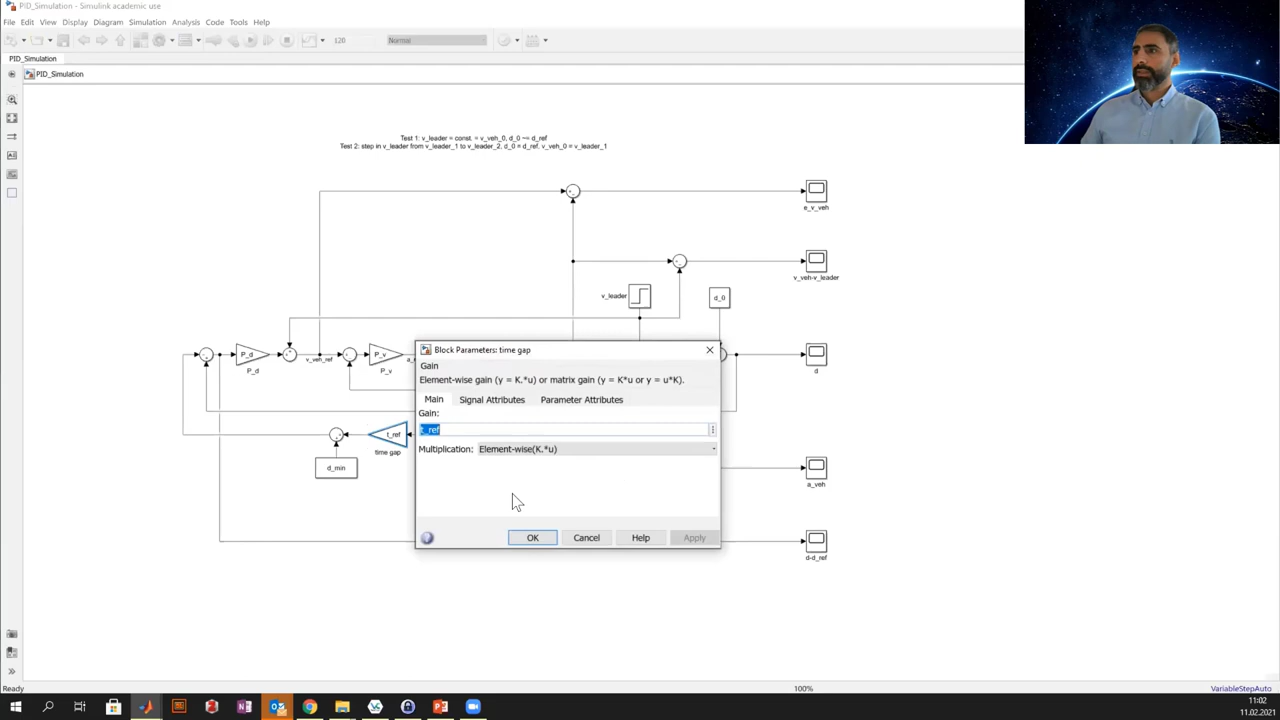 PID_Simulation - Simulink academic use
File Edit View Display Diagram Simulation Analysis Code Tools Help
120 Normal
PID_Simulation
PID_Simulation
Test 1: v_leader = const. = v_veh_0, d_0 ~= d_ref
Test 2: step in v_leader from v_leader_1 to v_leader_2, d_0 = d_ref, v_veh_0 = v_leader_1
e_v_veh
v_veh-v_leader
v_leader
d_0
P_d
P_d
v_veh_ref
P_v
P_v
d
t_ref
time gap
d_min
a_veh
d-d_ref
Block Parameters: time gap
Gain
Element-wise gain (y = K.*u) or matrix gain (y = K*u or y = u*K).
Main Signal Attributes Parameter Attributes
Gain:
t_ref
Multiplication: Element-wise(K.*u)
OK Cancel Help Apply
Ready 100% VariableStepAuto
11:02
11.02.2021